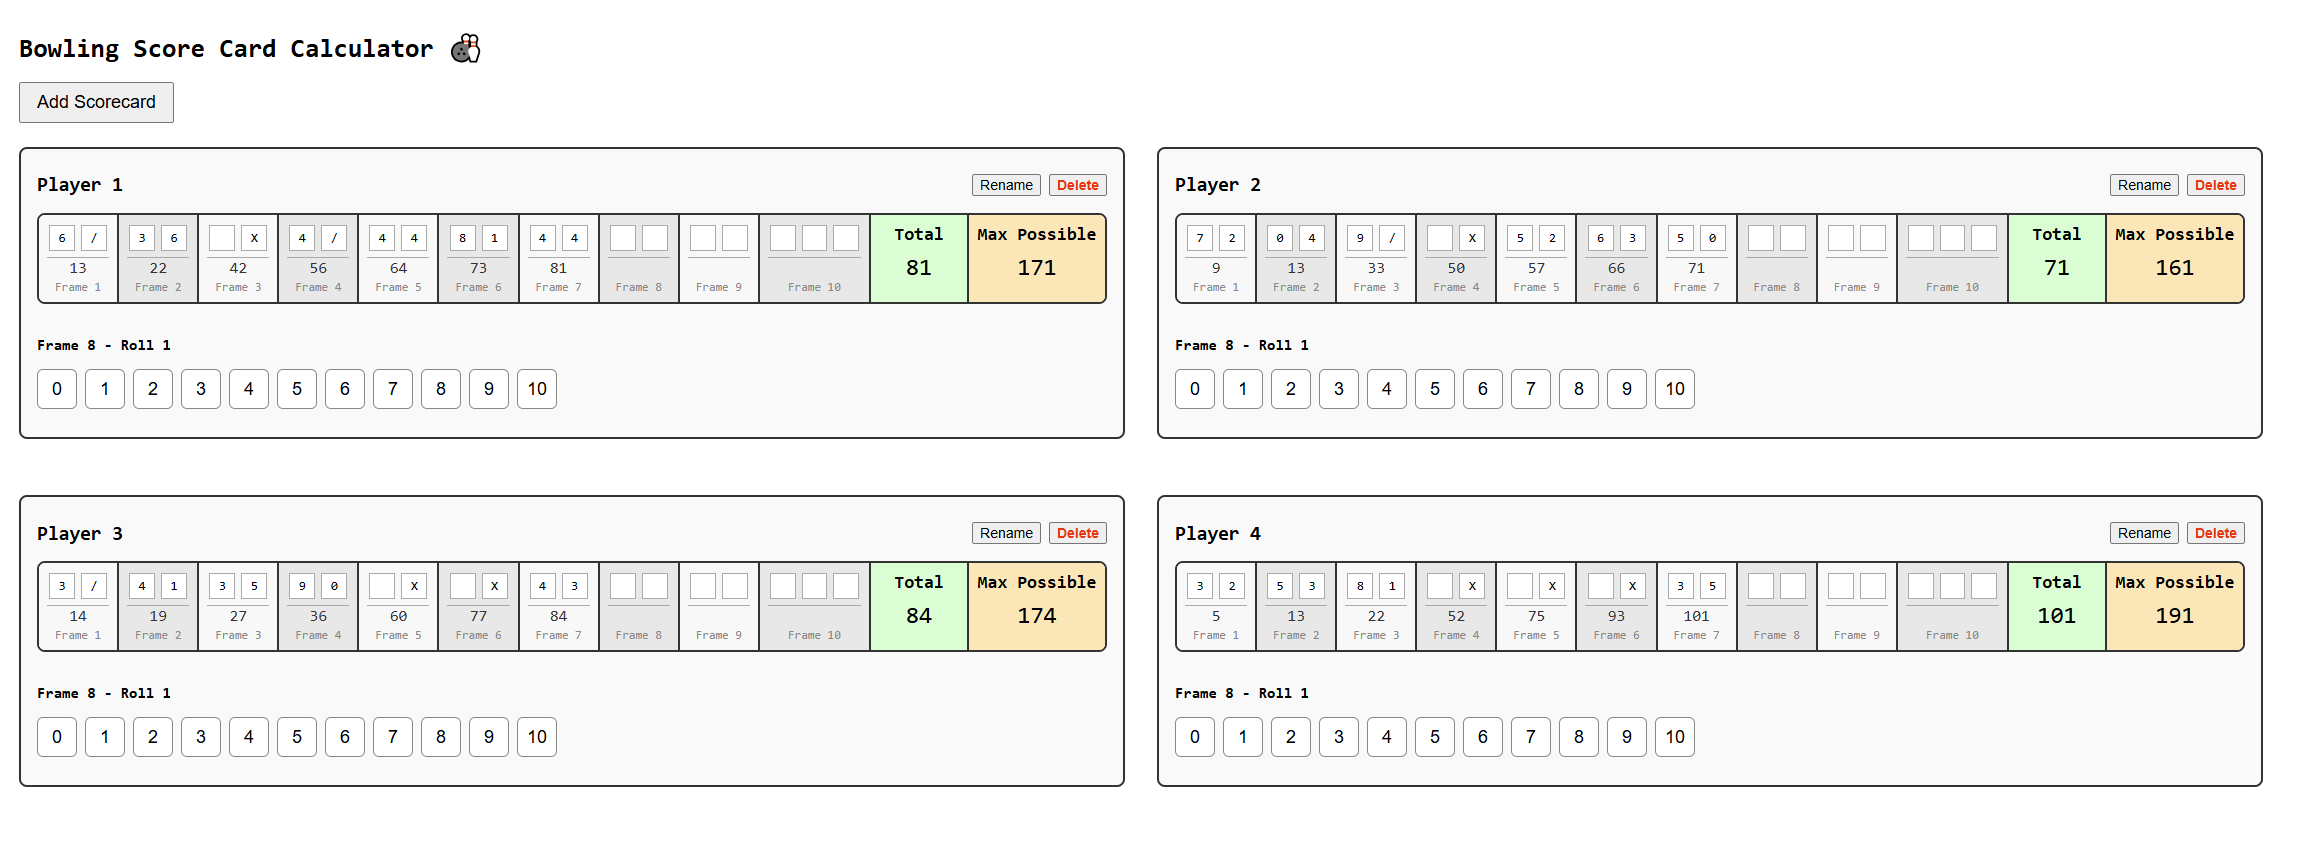 Bowling Score Card Calculator
Add Scorecard
Player 1
Rename Delete
6 / 3 6 X 4 / 4 4 8 1 4 4 Total Max Possible
13 22 42 56 64 73 81 81 171
Frame 1 Frame 2 Frame 3 Frame 4 Frame 5 Frame 6 Frame 7 Frame 8 Frame 9 Frame 10
Frame 8 - Roll 1
0 1 2 3 4 5 6 7 8 9 10
Player 2
Rename Delete
7 2 0 4 9 / X 5 2 6 3 5 0 Total Max Possible
9 13 33 50 57 66 71 71 161
Frame 1 Frame 2 Frame 3 Frame 4 Frame 5 Frame 6 Frame 7 Frame 8 Frame 9 Frame 10
Frame 8 - Roll 1
0 1 2 3 4 5 6 7 8 9 10
Player 3
Rename Delete
3 / 4 1 3 5 9 0 X X 4 3 Total Max Possible
14 19 27 36 60 77 84 84 174
Frame 1 Frame 2 Frame 3 Frame 4 Frame 5 Frame 6 Frame 7 Frame 8 Frame 9 Frame 10
Frame 8 - Roll 1
0 1 2 3 4 5 6 7 8 9 10
Player 4
Rename Delete
3 2 5 3 8 1 X X X 3 5 Total Max Possible
5 13 22 52 75 93 101 101 191
Frame 1 Frame 2 Frame 3 Frame 4 Frame 5 Frame 6 Frame 7 Frame 8 Frame 9 Frame 10
Frame 8 - Roll 1
0 1 2 3 4 5 6 7 8 9 10